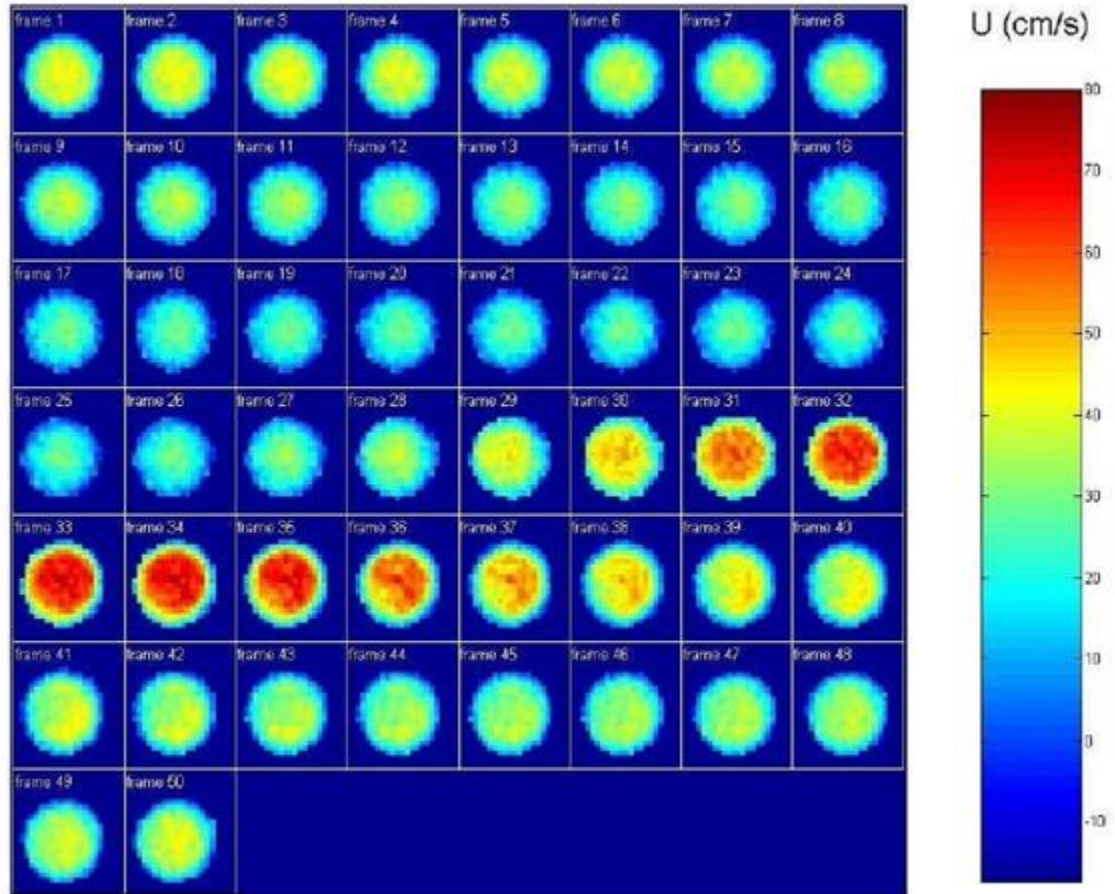 U (cm/s)
frame 1 frame 2 frame 3 frame 4 frame 5 frame 6 frame 7 frame 8
frame 9 frame 10 frame 11 frame 12 frame 13 frame 14 frame 15 frame 16
frame 17 frame 18 frame 19 frame 20 frame 21 frame 22 frame 23 frame 24
frame 25 frame 26 frame 27 frame 28 frame 29 frame 30 frame 31 frame 32
frame 33 frame 34 frame 35 frame 36 frame 37 frame 38 frame 39 frame 40
frame 41 frame 42 frame 43 frame 44 frame 45 frame 46 frame 47 frame 48
frame 49 frame 50
80
70
60
50
40
30
20
10
0
-10